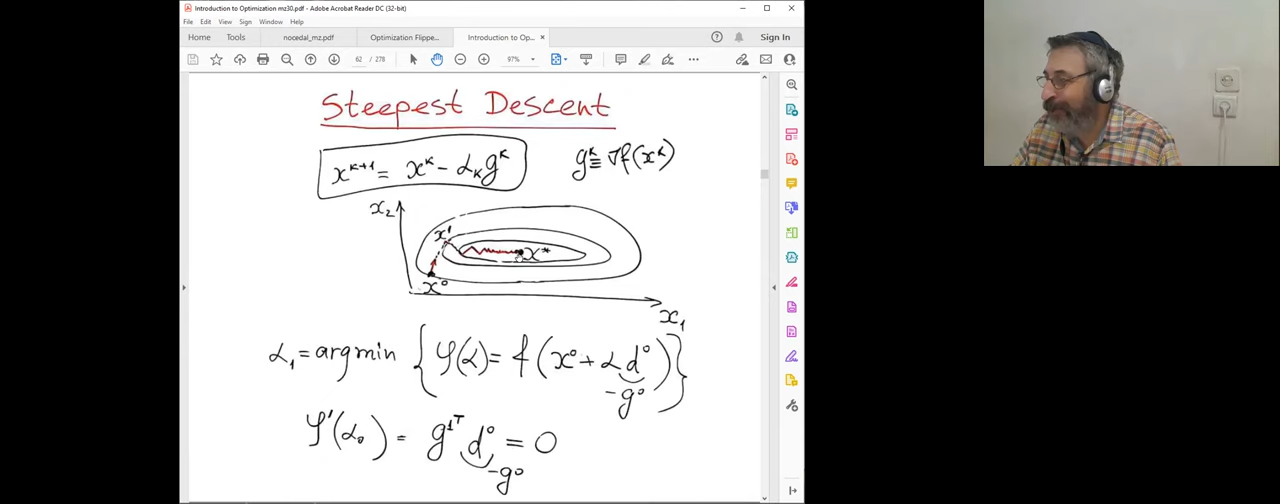 Introduction to Optimization mz30.pdf - Adobe Acrobat Reader DC (32-bit)
File Edit View Sign Window Help
Home Tools nocedal_mz.pdf Optimization Flippe... Introduction to Op... × Sign In
62 / 278 97%
Steepest Descent
x^{k+1} = x^k - α_k g^k g^k ≡ ∇f(x^k)
x_2
x^1
x*
x^0
x_1
α_1 = argmin { φ(α) = f(x^0 + α d^0) }
-g^0
φ'(α_0) = g^{1T} d^0 = 0
-g^0